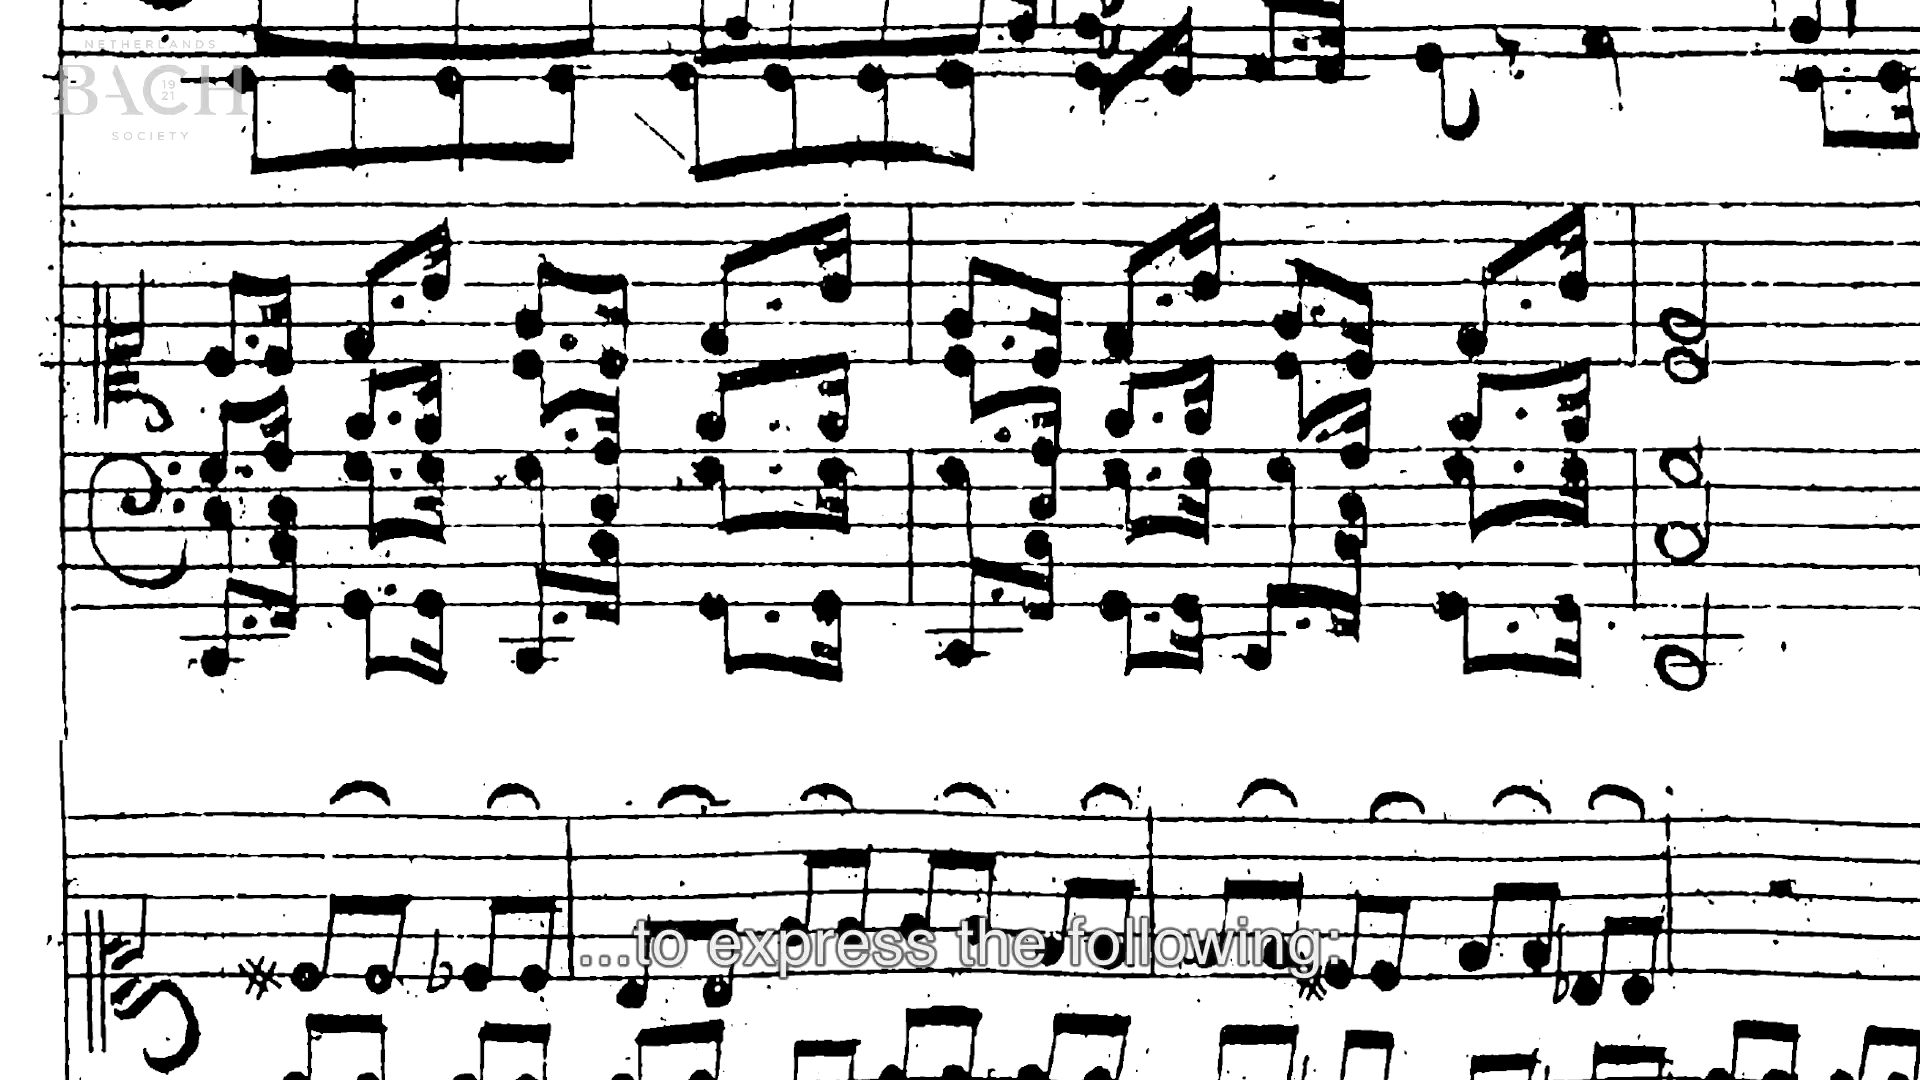 NETHERLANDS
BACH
19
21
SOCIETY
...to express the following: